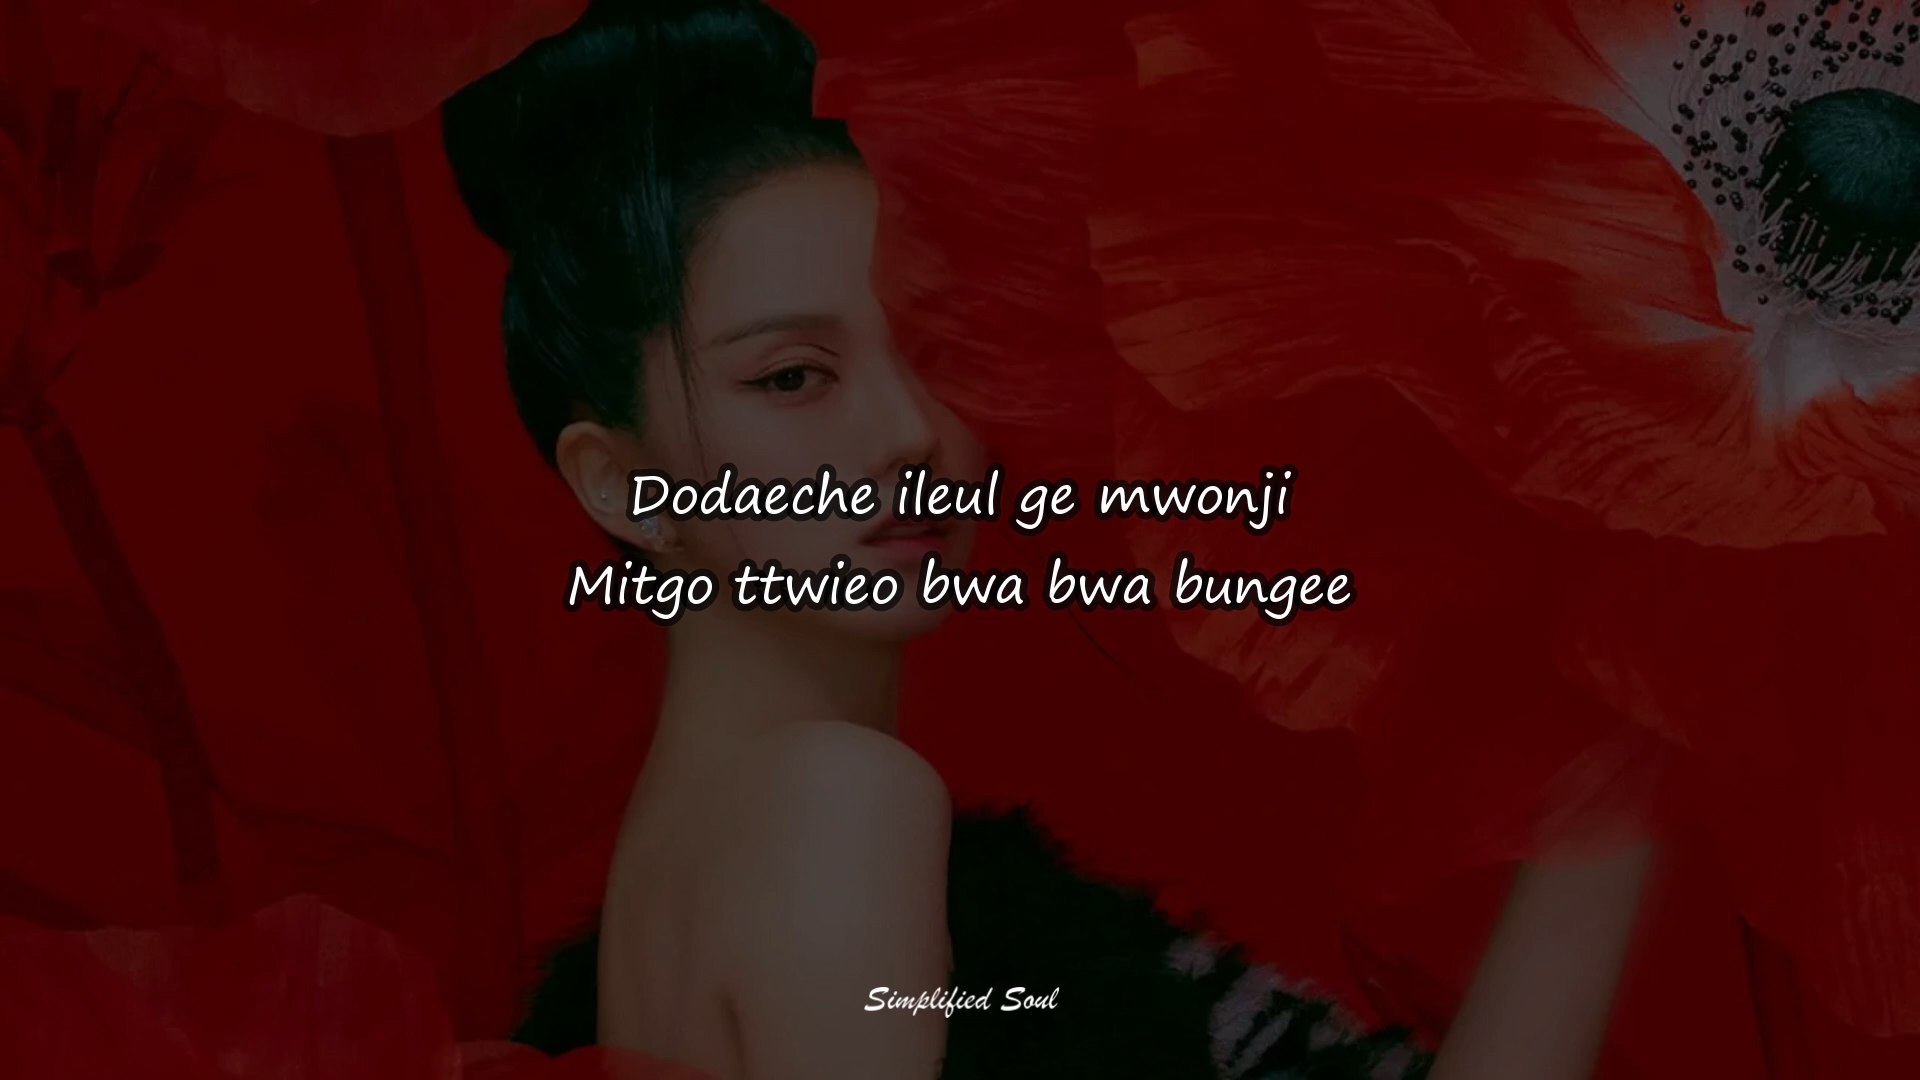 Dodaeche ileul ge mwonji
Mitgo ttwieo bwa bwa bungee
Simplified Soul